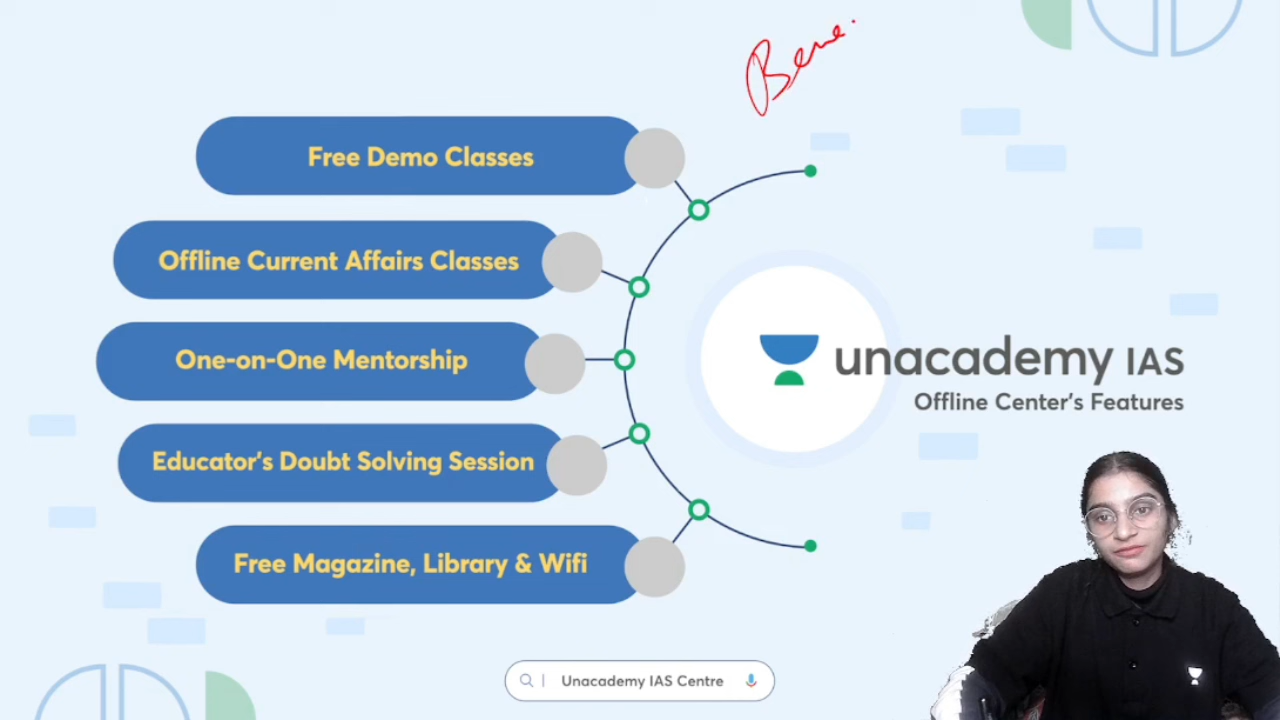 Bene.
Free Demo Classes
Offline Current Affairs Classes
One-on-One Mentorship
Educator's Doubt Solving Session
Free Magazine, Library & Wifi
unacademy IAS
Offline Center's Features
Unacademy IAS Centre